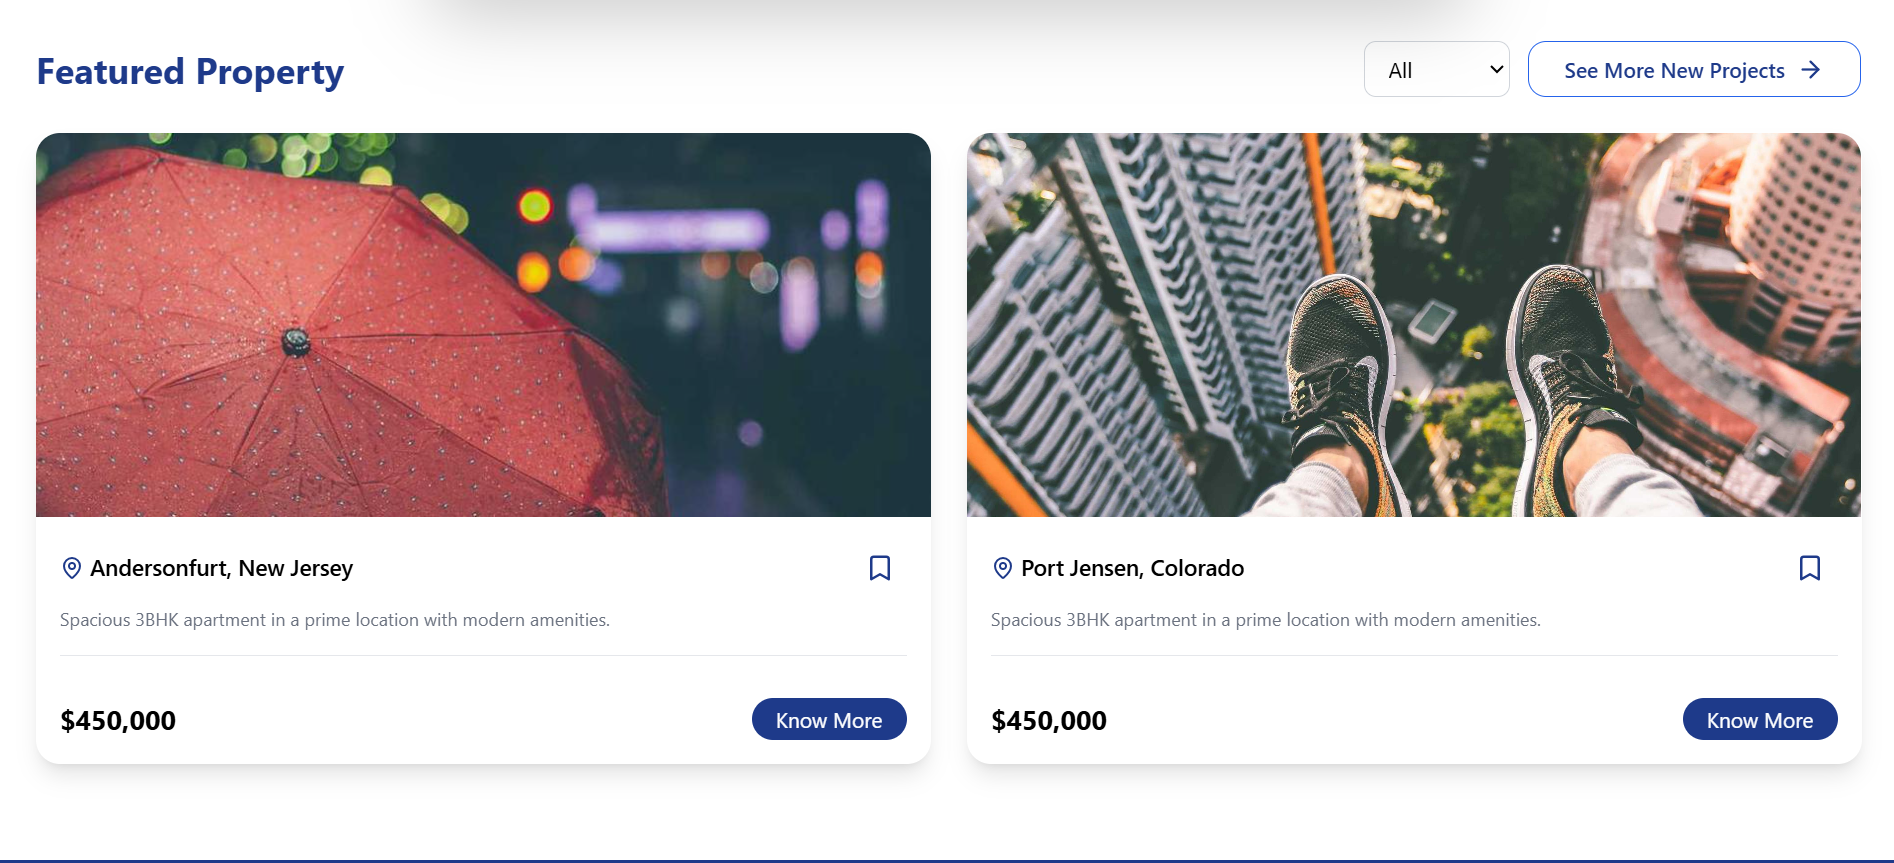 Featured Property
All
See More New Projects
Andersonfurt, New Jersey
Spacious 3BHK apartment in a prime location with modern amenities.
$450,000
Know More
Port Jensen, Colorado
Spacious 3BHK apartment in a prime location with modern amenities.
$450,000
Know More